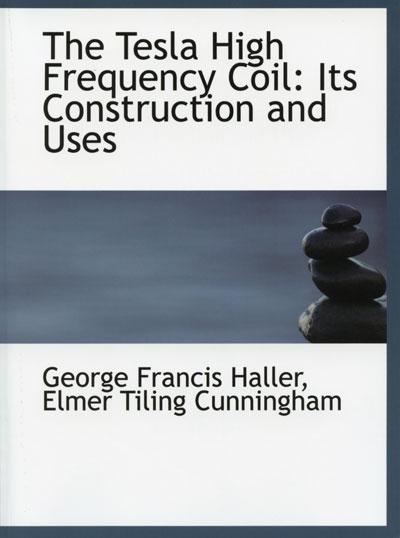 The Tesla High
Frequency Coil: Its
Construction and
Uses
George Francis Haller,
Elmer Tiling Cunningham